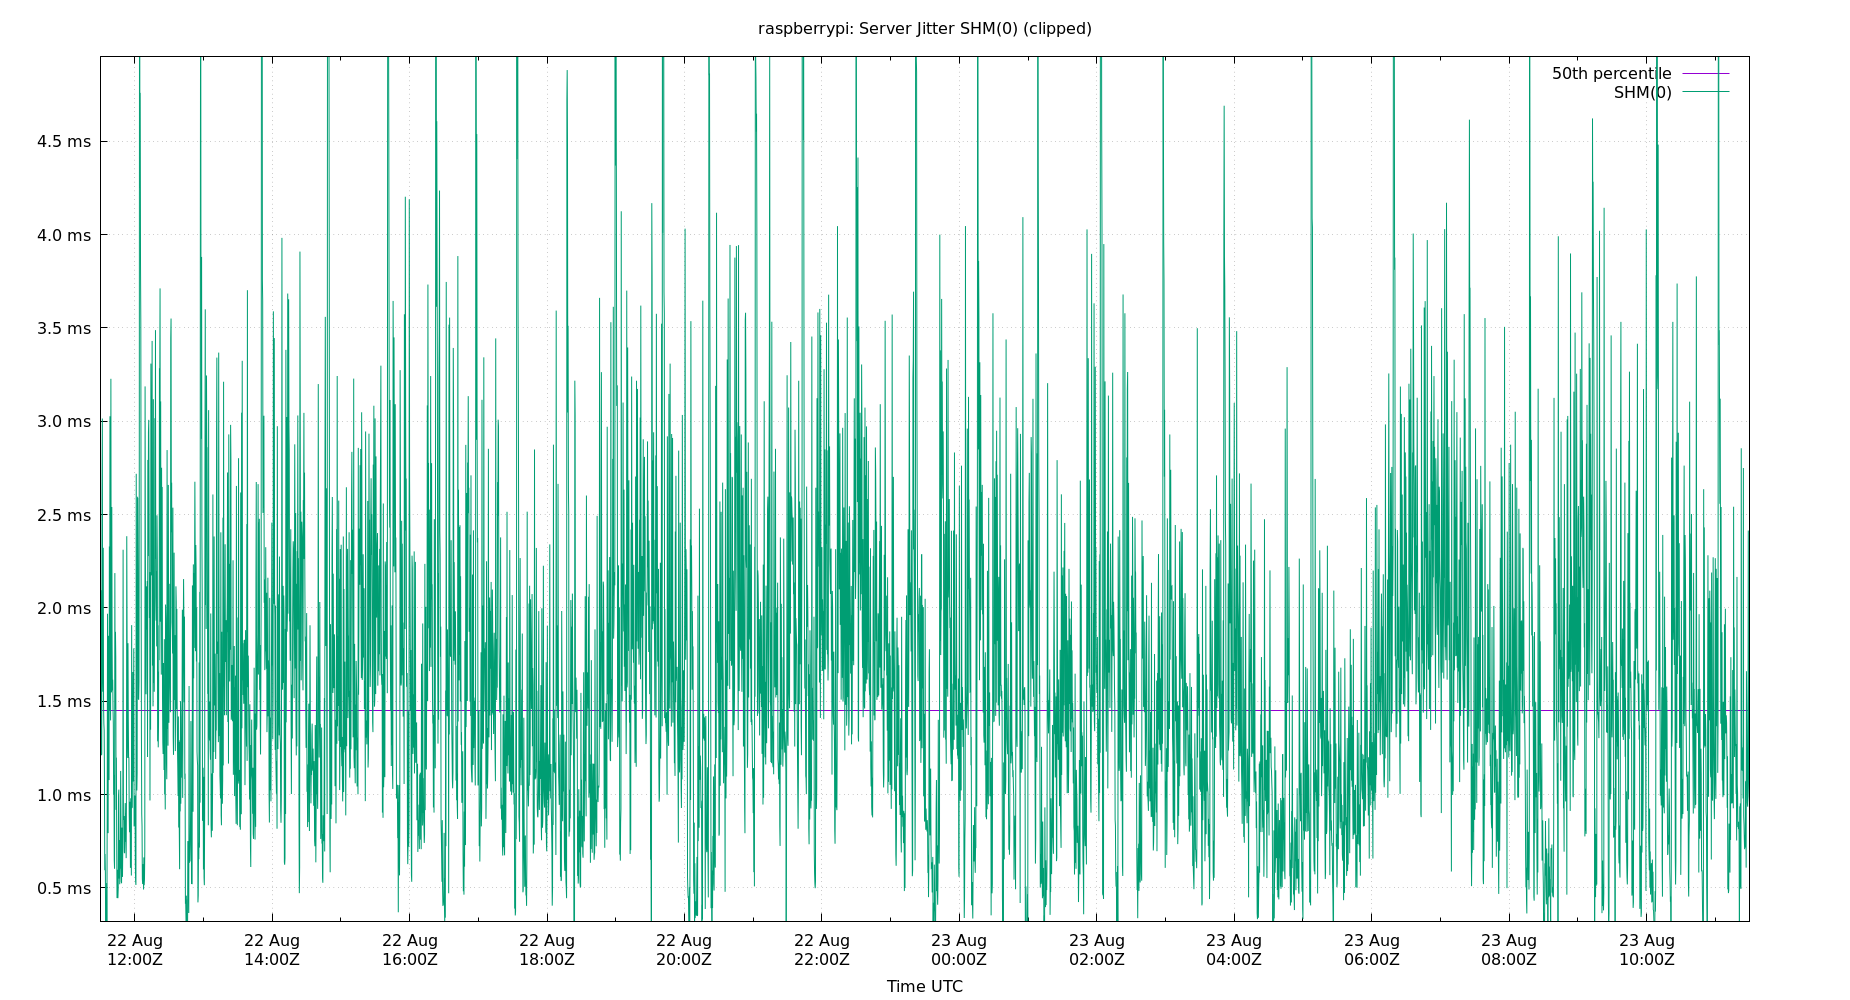 raspberrypi: Server Jitter SHM(0) (clipped)
50th percentile
SHM(0)
4.5 ms
4.0 ms
3.5 ms
3.0 ms
2.5 ms
2.0 ms
1.5 ms
1.0 ms
0.5 ms
22 Aug 22 Aug 22 Aug 22 Aug 22 Aug 22 Aug 23 Aug 23 Aug 23 Aug 23 Aug 23 Aug 23 Aug
12:00Z 14:00Z 16:00Z 18:00Z 20:00Z 22:00Z 00:00Z 02:00Z 04:00Z 06:00Z 08:00Z 10:00Z
Time UTC